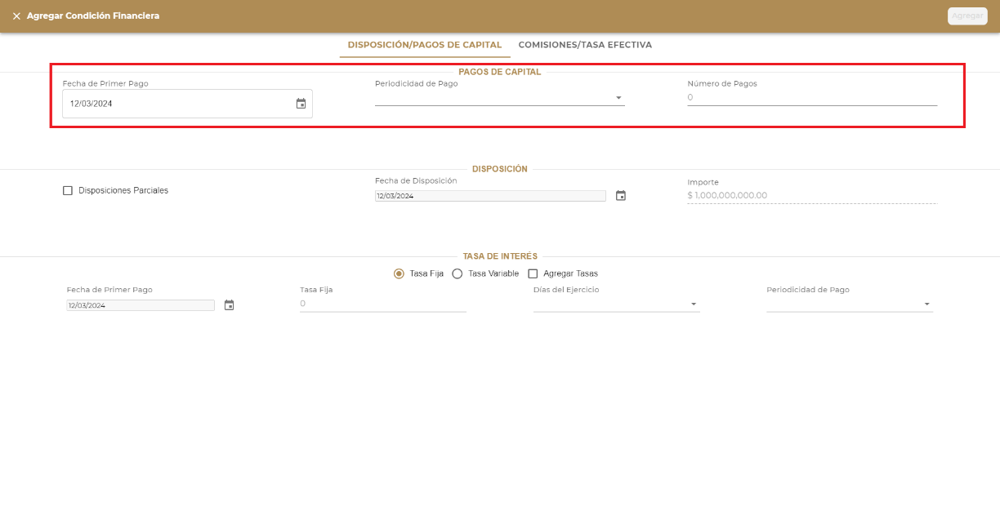 Agregar Condición Financiera
Agregar
DISPOSICIÓN/PAGOS DE CAPITAL COMISIONES/TASA EFECTIVA
PAGOS DE CAPITAL
Fecha de Primer Pago Periodicidad de Pago Número de Pagos
12/03/2024 0
DISPOSICIÓN
Disposiciones Parciales Fecha de Disposición Importe
12/03/2024 $ 1,000,000,000.00
TASA DE INTERÉS
Tasa Fija Tasa Variable Agregar Tasas
Fecha de Primer Pago Tasa Fija Días del Ejercicio Periodicidad de Pago
12/03/2024 0